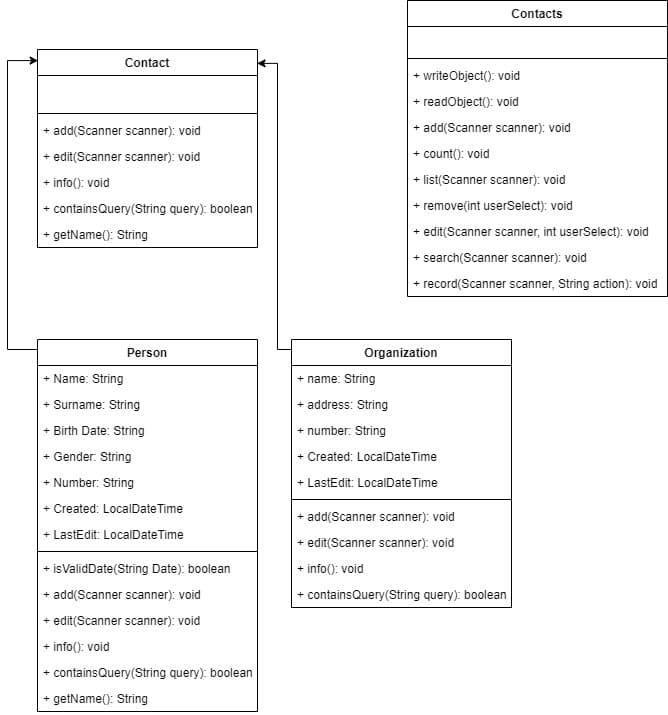 Contacts
+ writeObject(): void
+ readObject(): void
+ add(Scanner scanner): void
+ count(): void
+ list(Scanner scanner): void
+ remove(int userSelect): void
+ edit(Scanner scanner, int userSelect): void
+ search(Scanner scanner): void
+ record(Scanner scanner, String action): void
Contact
+ add(Scanner scanner): void
+ edit(Scanner scanner): void
+ info(): void
+ containsQuery(String query): boolean
+ getName(): String
Person
+ Name: String
+ Surname: String
+ Birth Date: String
+ Gender: String
+ Number: String
+ Created: LocalDateTime
+ LastEdit: LocalDateTime
+ isValidDate(String Date): boolean
+ add(Scanner scanner): void
+ edit(Scanner scanner): void
+ info(): void
+ containsQuery(String query): boolean
+ getName(): String
Organization
+ name: String
+ address: String
+ number: String
+ Created: LocalDateTime
+ LastEdit: LocalDateTime
+ add(Scanner scanner): void
+ edit(Scanner scanner): void
+ info(): void
+ containsQuery(String query): boolean